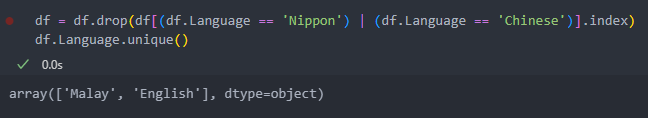 df = df.drop(df[(df.Language == 'Nippon') | (df.Language == 'Chinese')].index)
df.Language.unique()
0.0s
array(['Malay', 'English'], dtype=object)